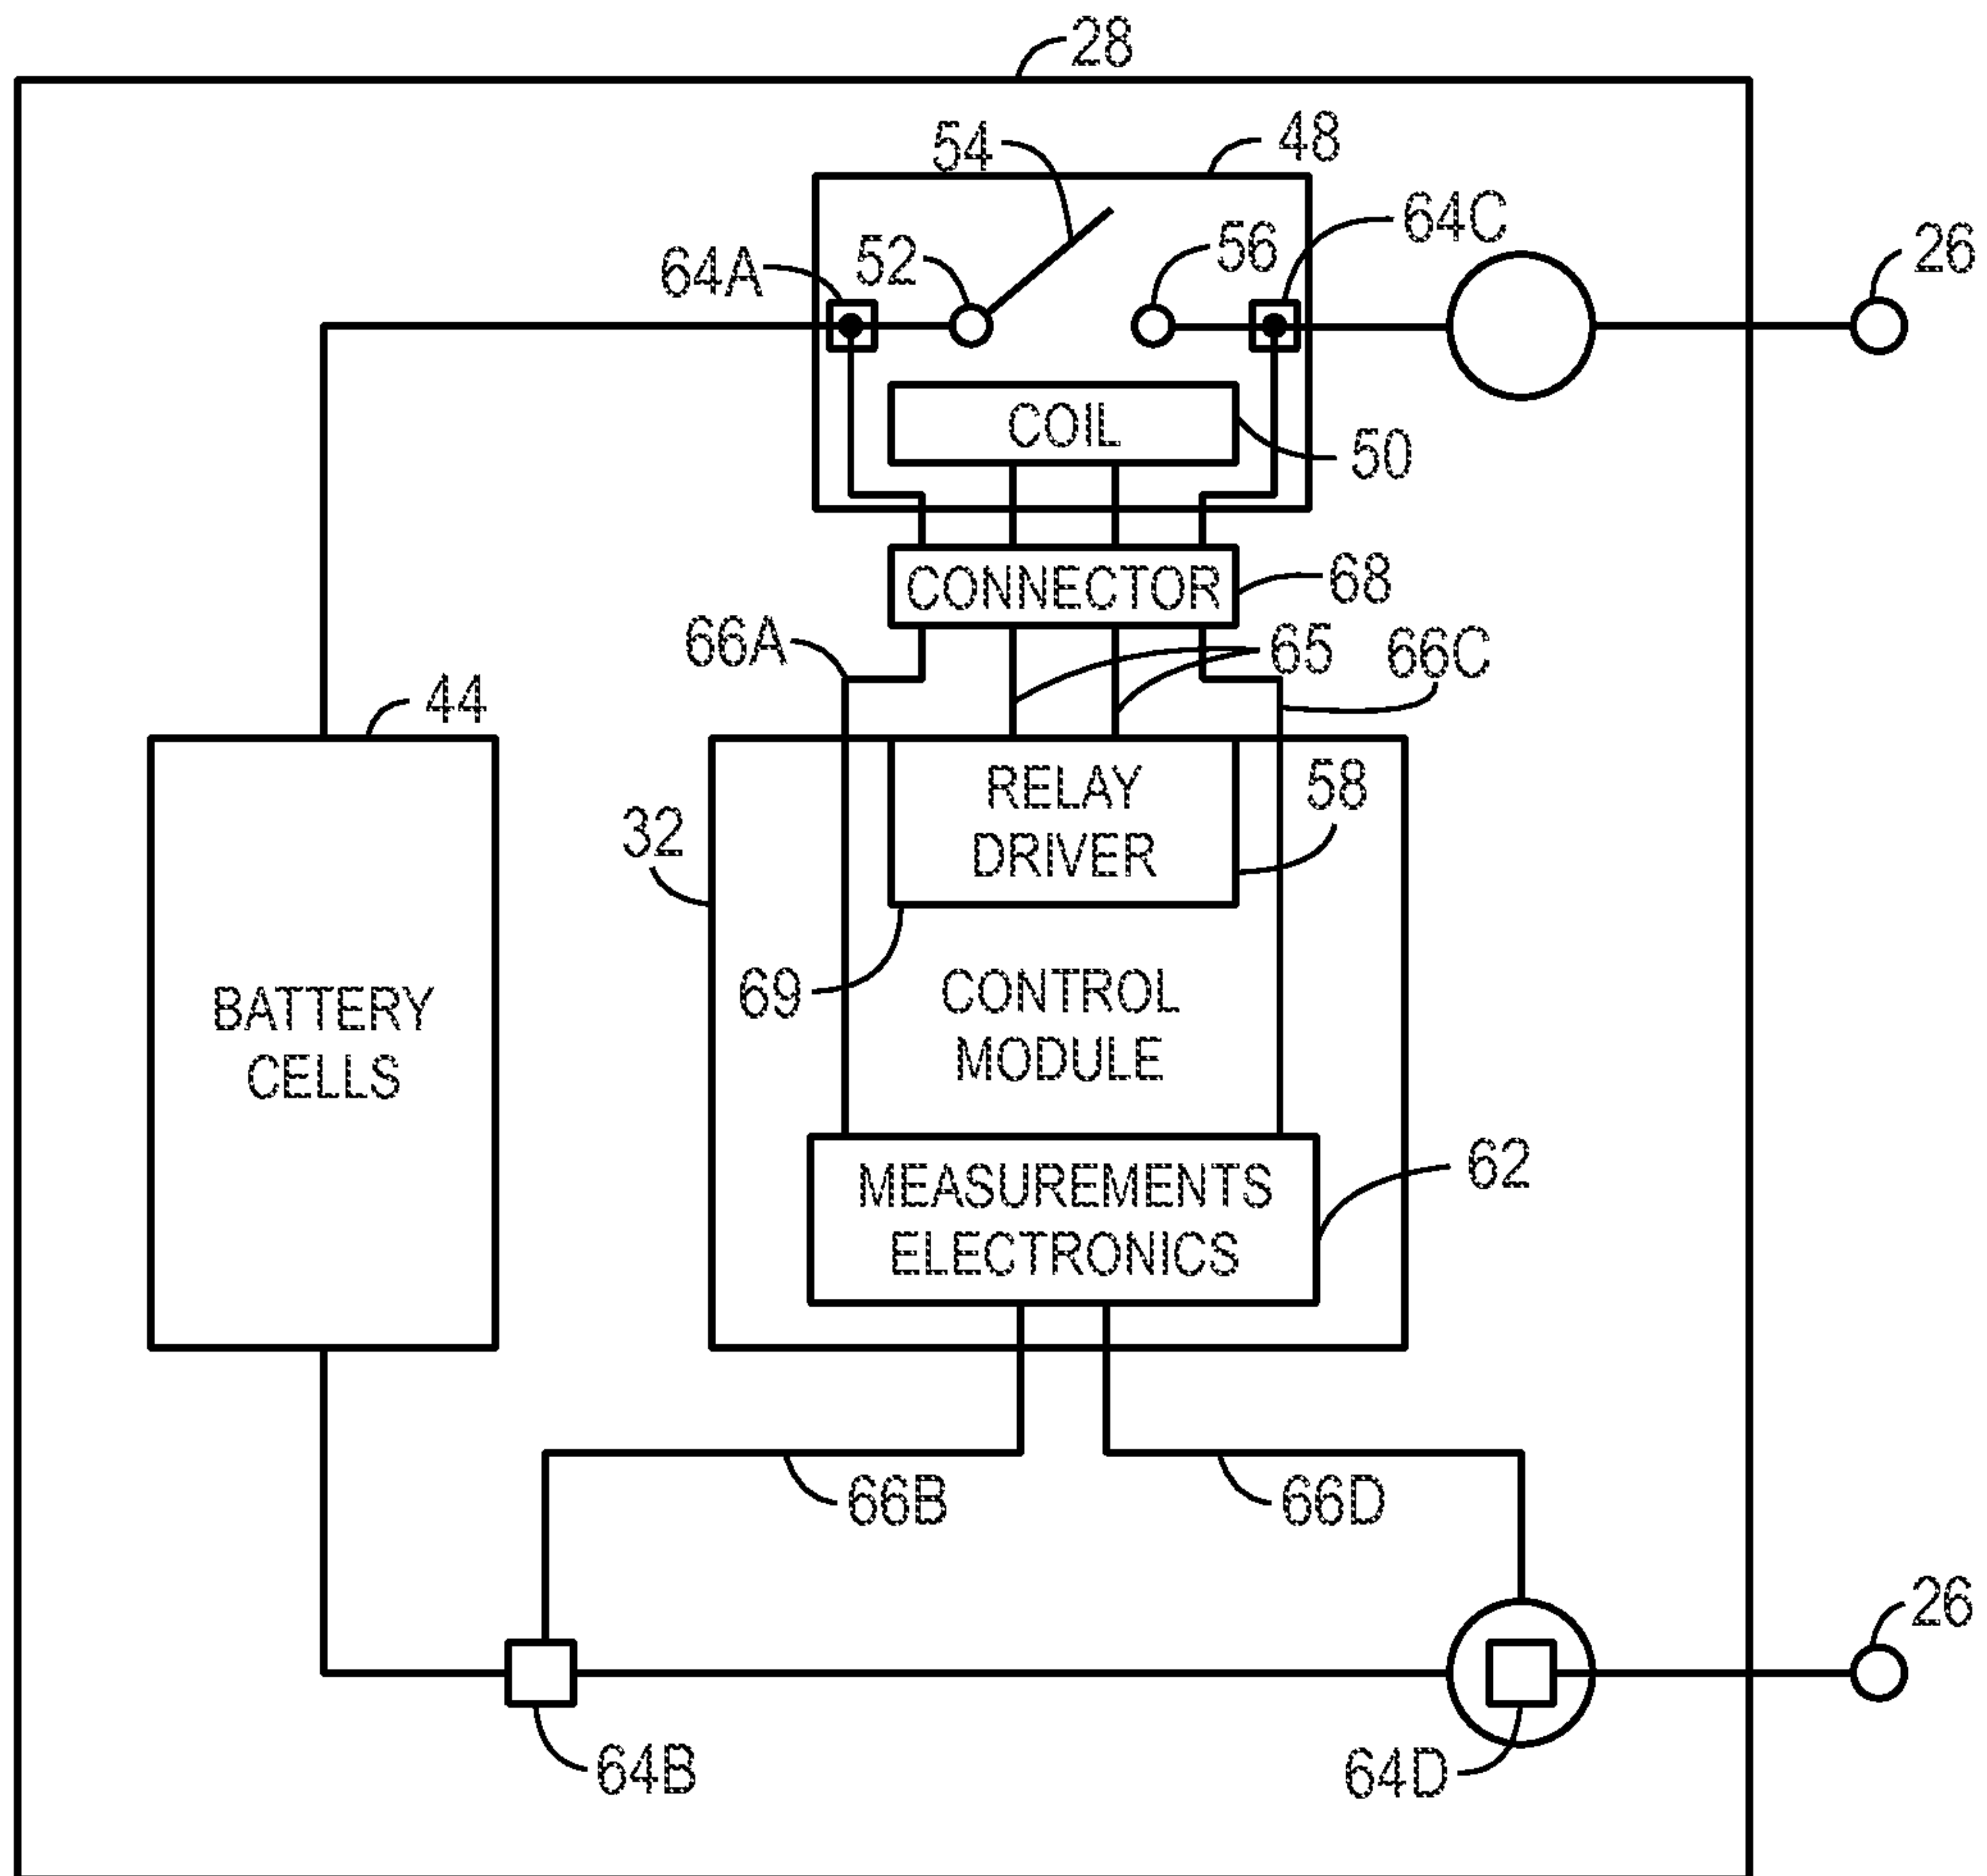 28
54
48
64A
52
56
64C
26
COIL
50
CONNECTOR
68
66A
65
66C
44
RELAY
DRIVER
58
32
69
CONTROL
MODULE
BATTERY
CELLS
MEASUREMENTS
ELECTRONICS
62
66B
66D
26
64B
64D